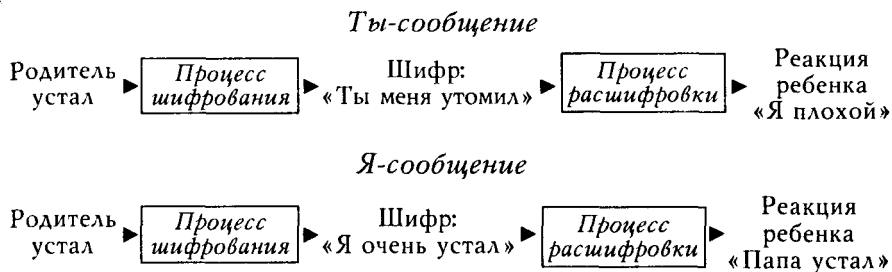 Ты-сообщение
Родитель устал
Процесс шифрования
Шифр: «Ты меня утомил»
Процесс расшифровки
Реакция ребенка «Я плохой»
Я-сообщение
Родитель устал
Процесс шифрования
Шифр: «Я очень устал»
Процесс расшифровки
Реакция ребенка «Папа устал»